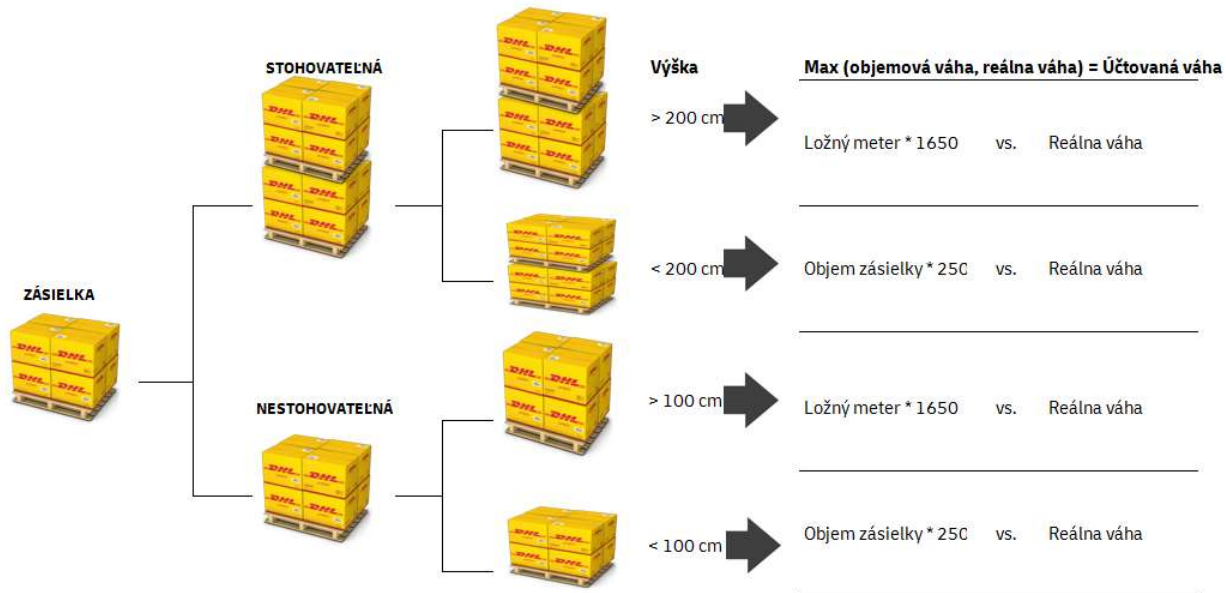 STOHOVATEĽNÁ
Výška
Max (objemová váha, reálna váha) = Účtovaná váha
> 200 cm
Ložný meter * 1650 vs. Reálna váha
< 200 cm
Objem zásielky * 250 vs. Reálna váha
ZÁSIELKA
NESTOHOVATEĽNÁ
> 100 cm
Ložný meter * 1650 vs. Reálna váha
< 100 cm
Objem zásielky * 250 vs. Reálna váha
DHL